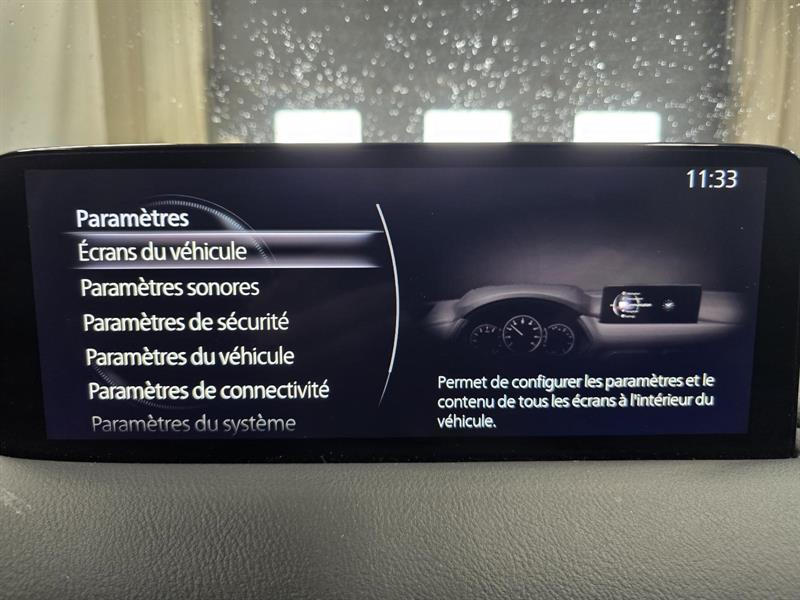 11:33
Paramètres
Écrans du véhicule
Paramètres sonores
Paramètres de sécurité
Paramètres du véhicule
Paramètres de connectivité
Paramètres du système
Permet de configurer les paramètres et le
contenu de tous les écrans à l'intérieur du
véhicule.